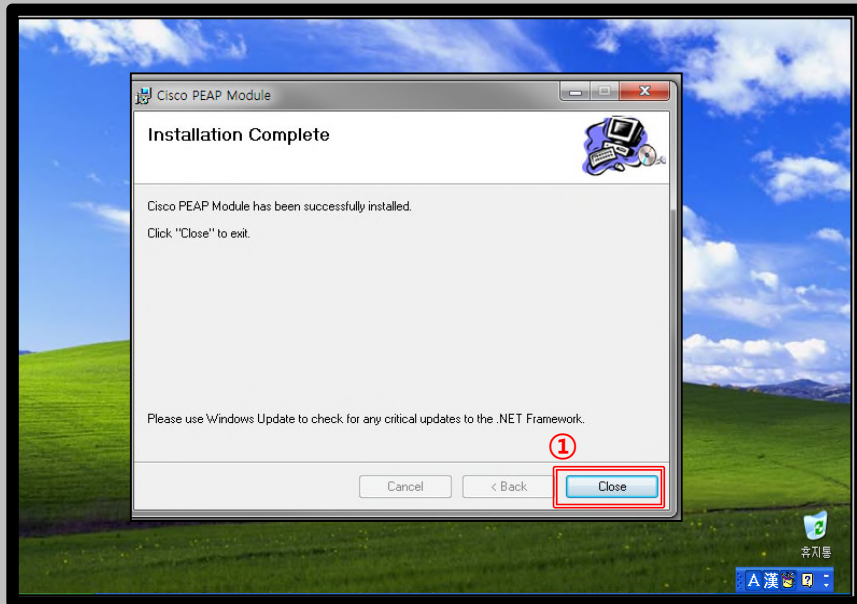 Cisco PEAP Module
Installation Complete
Cisco PEAP Module has been successfully installed.
Click "Close" to exit.
Please use Windows Update to check for any critical updates to the .NET Framework.
①
Cancel
< Back
Close
휴지통
A 漢